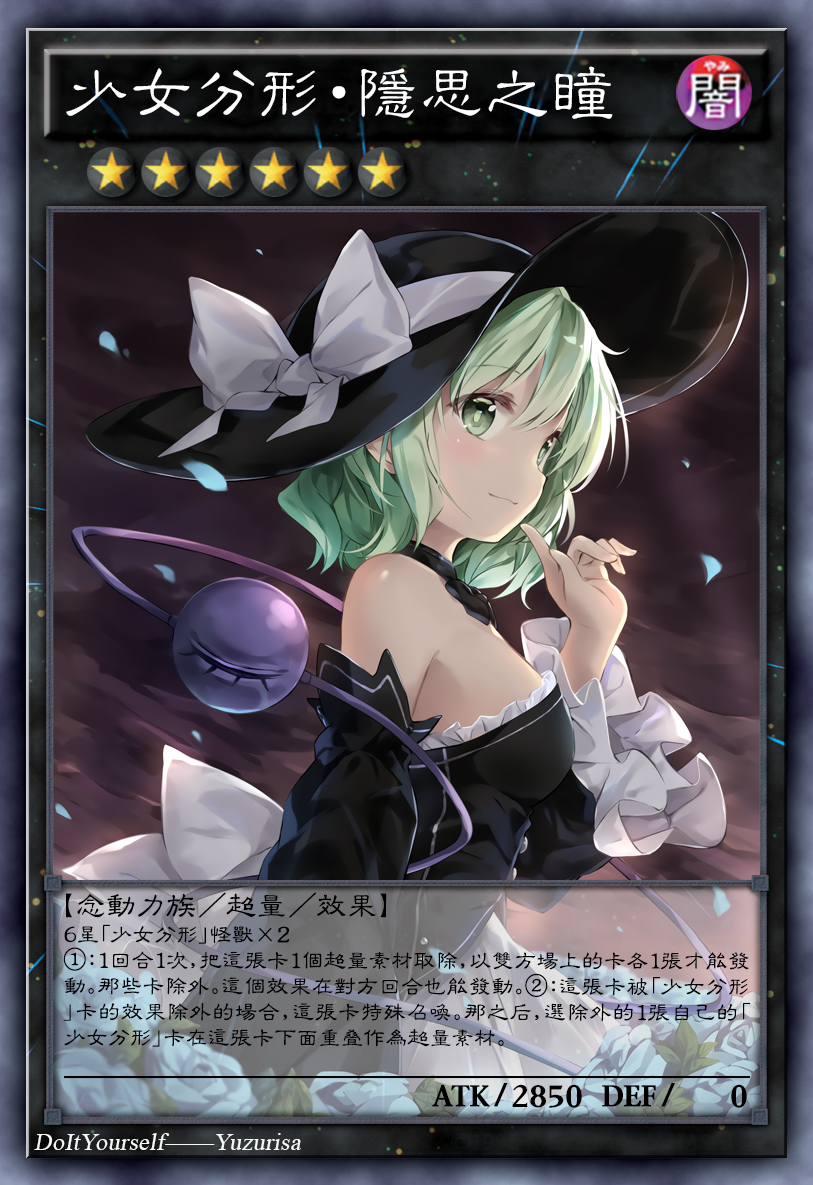 少女分形・隱思之瞳
やみ
闇
【念動力族／超量／效果】
6星「少女分形」怪獸×2
①：1回合1次，把這張卡1個超量素材取除，以雙方場上的卡各1張才能發
動。那些卡除外。這個效果在對方回合也能發動。②：這張卡被「少女分形
」卡的效果除外的場合，這張卡特殊召喚。那之后，選除外的1張自己的「
少女分形」卡在這張卡下面重叠作為超量素材。
ATK/2850 DEF/ 0
DoItYourself——Yuzurisa